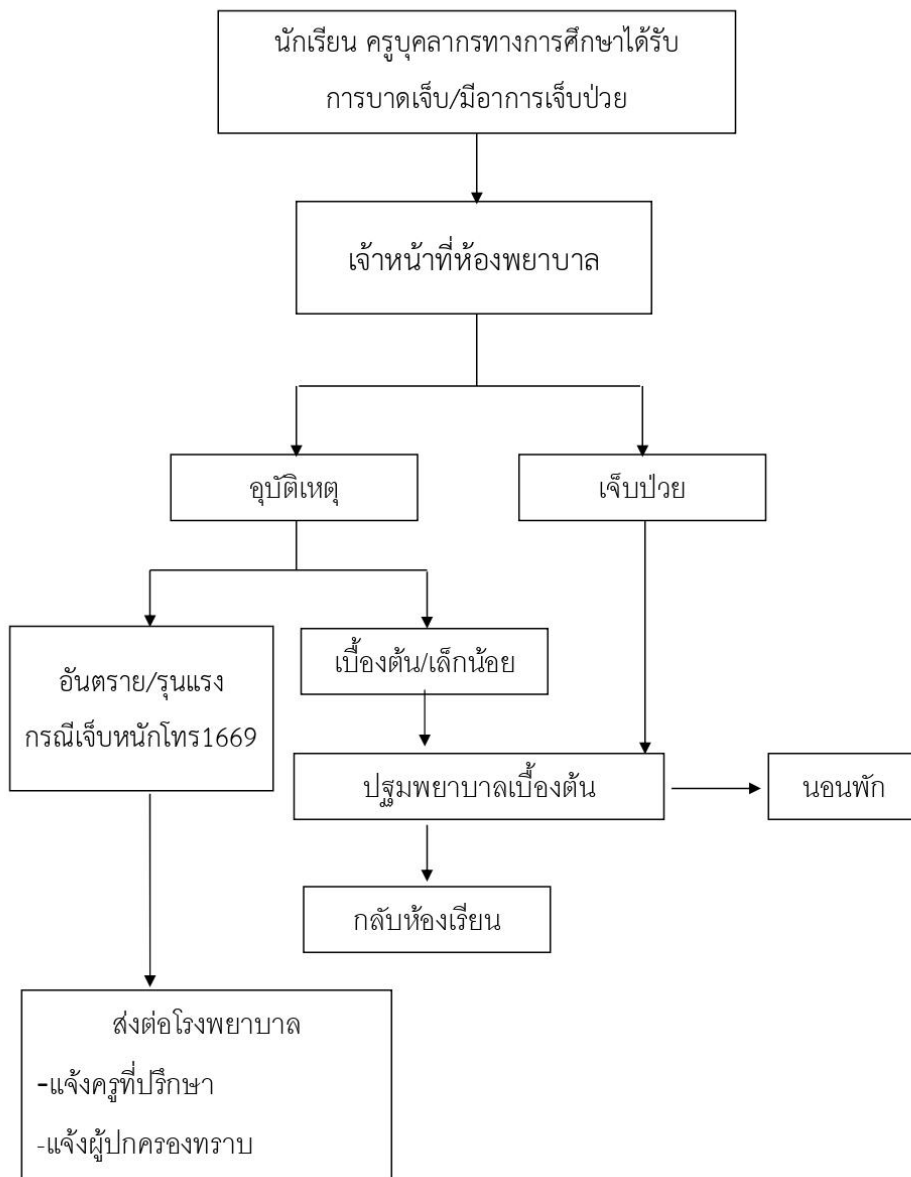 นักเรียน ครูบุคลากรทางการศึกษาได้รับ
การบาดเจ็บ/มีอาการเจ็บป่วย
เจ้าหน้าที่ห้องพยาบาล
อุบัติเหตุ
เจ็บป่วย
อันตราย/รุนแรง
กรณีเจ็บหนักโทร1669
เบื้องต้น/เล็กน้อย
ปฐมพยาบาลเบื้องต้น
นอนพัก
กลับห้องเรียน
ส่งต่อโรงพยาบาล
-แจ้งครูที่ปรึกษา
-แจ้งผู้ปกครองทราบ